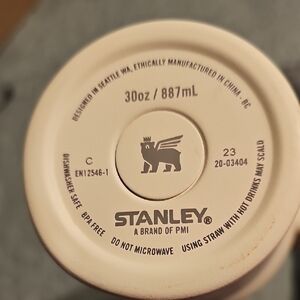 DESIGNED IN SEATTLE WA, ETHICALLY MANUFACTURED IN CHINA - BC
30oz / 887mL
C
EN12546-1
23
20-03404
STANLEY®
A BRAND OF PMI
DISHWASHER SAFE BPA FREE DO NOT MICROWAVE USING STRAW WITH HOT DRINKS MAY SCALD